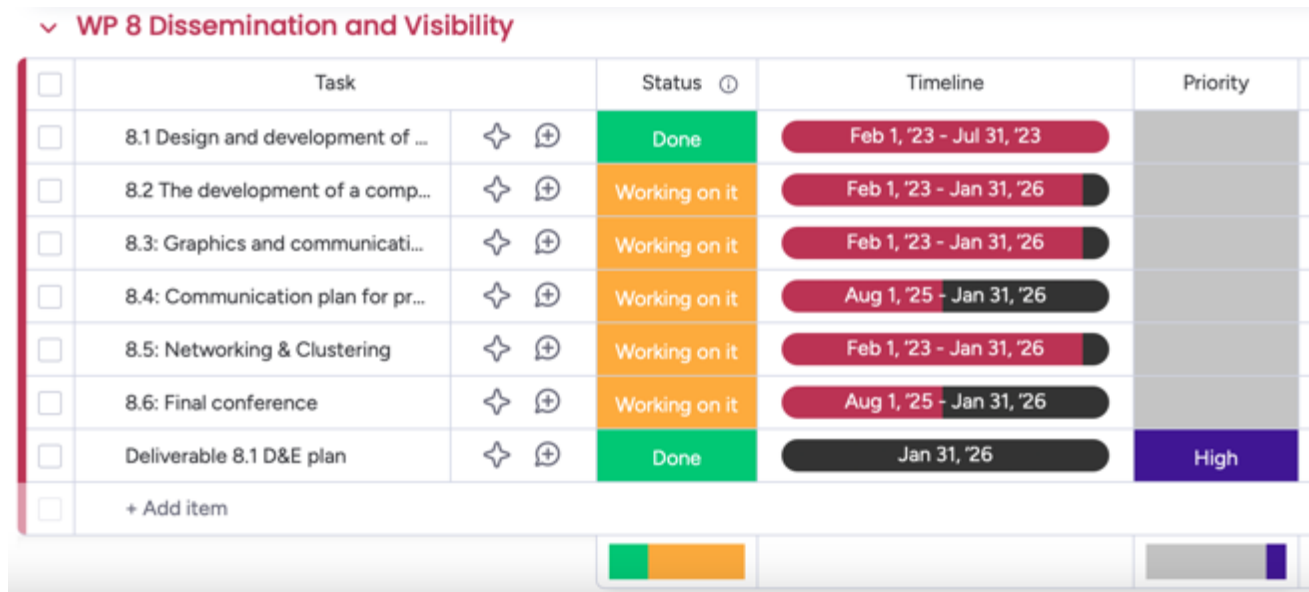 WP 8 Dissemination and Visibility
Task Status Timeline Priority
8.1 Design and development of ... Done Feb 1, '23 - Jul 31, '23
8.2 The development of a comp... Working on it Feb 1, '23 - Jan 31, '26
8.3: Graphics and communicati... Working on it Feb 1, '23 - Jan 31, '26
8.4: Communication plan for pr... Working on it Aug 1, '25 - Jan 31, '26
8.5: Networking & Clustering Working on it Feb 1, '23 - Jan 31, '26
8.6: Final conference Working on it Aug 1, '25 - Jan 31, '26
Deliverable 8.1 D&E plan Done Jan 31, '26 High
+ Add item